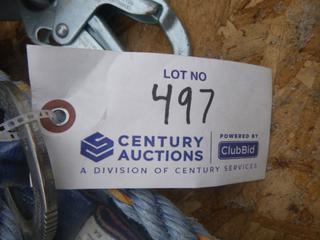 LOT NO
497
CENTURY AUCTIONS
POWERED BY
ClubBid
A DIVISION OF CENTURY SERVICES